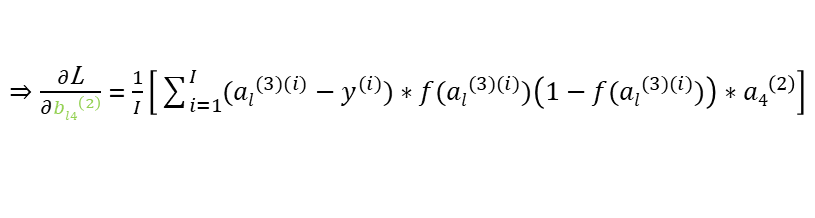 ⇒ ∂L/∂b_{l4}^{(2)} = 1/I [ ∑_{i=1}^{I} (a_l^{(3)(i)} − y^{(i)}) ∗ f(a_l^{(3)(i)})(1 − f(a_l^{(3)(i)})) ∗ a_4^{(2)} ]